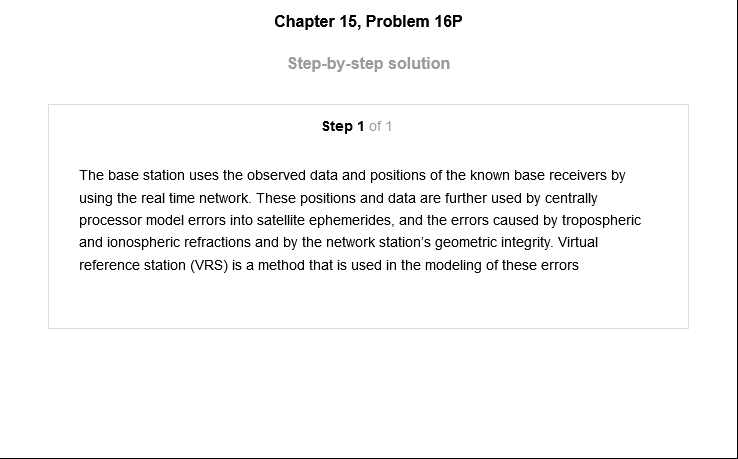 Chapter 15, Problem 16P
Step-by-step solution
Step 1 of 1
The base station uses the observed data and positions of the known base receivers by
using the real time network. These positions and data are further used by centrally
processor model errors into satellite ephemerides, and the errors caused by tropospheric
and ionospheric refractions and by the network station's geometric integrity. Virtual
reference station (VRS) is a method that is used in the modeling of these errors